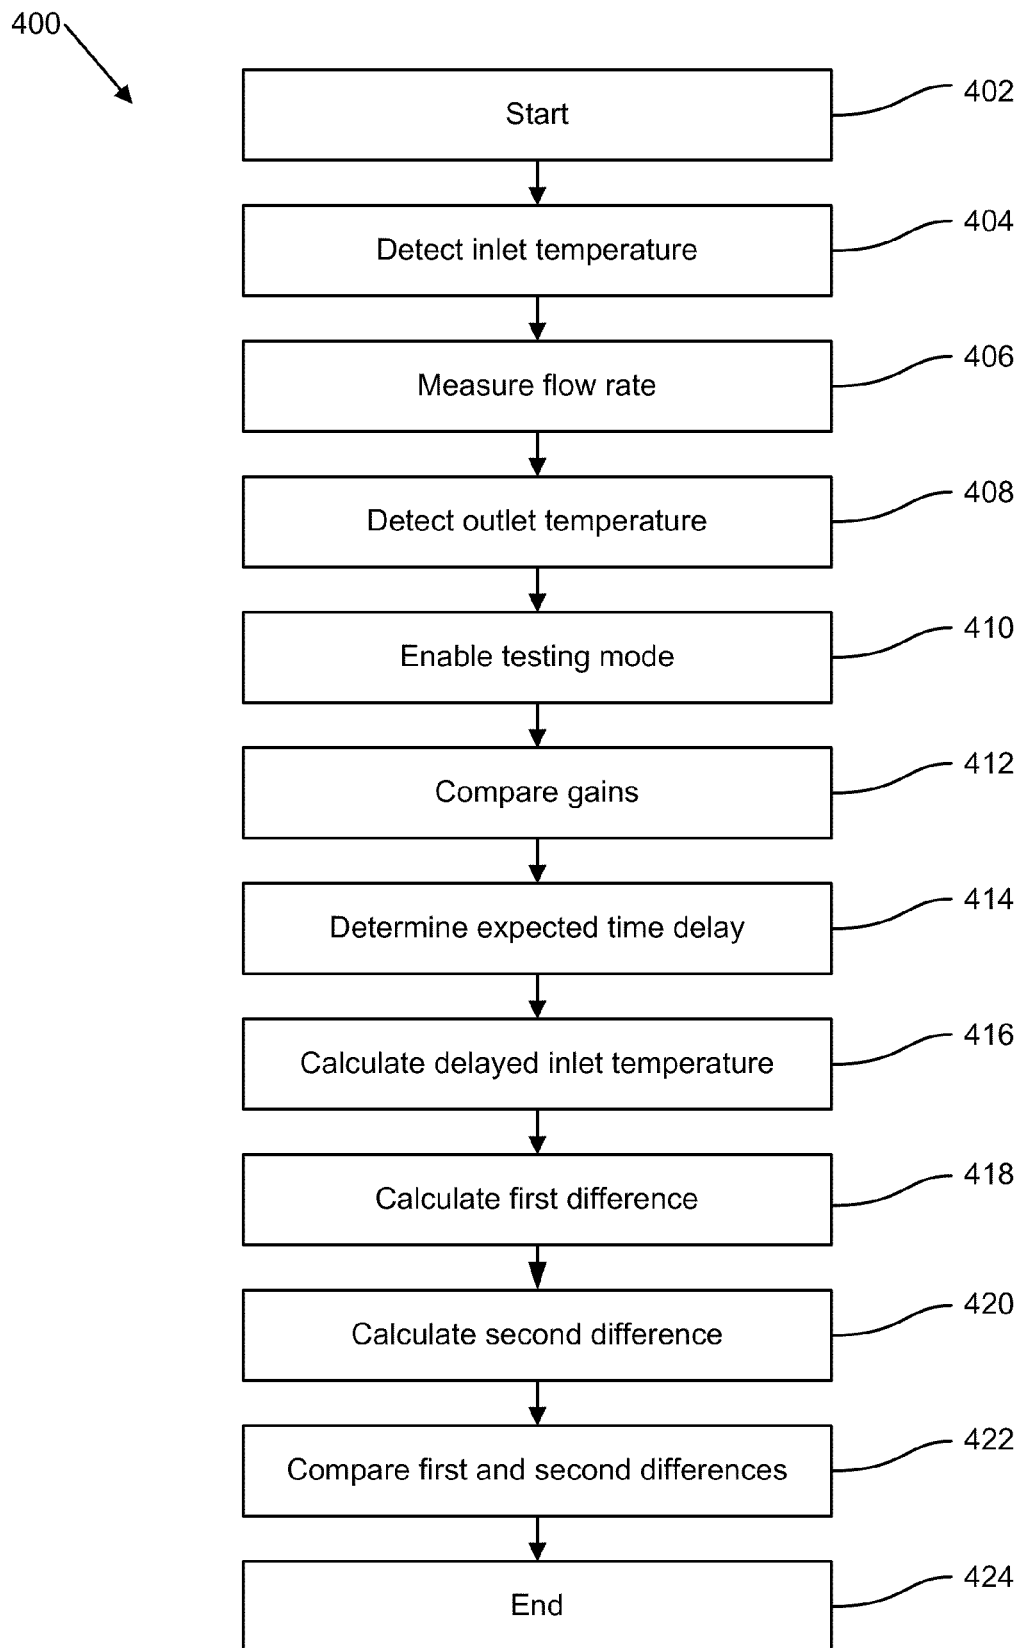 400
Start
402
Detect inlet temperature
404
Measure flow rate
406
Detect outlet temperature
408
Enable testing mode
410
Compare gains
412
Determine expected time delay
414
Calculate delayed inlet temperature
416
Calculate first difference
418
Calculate second difference
420
Compare first and second differences
422
End
424